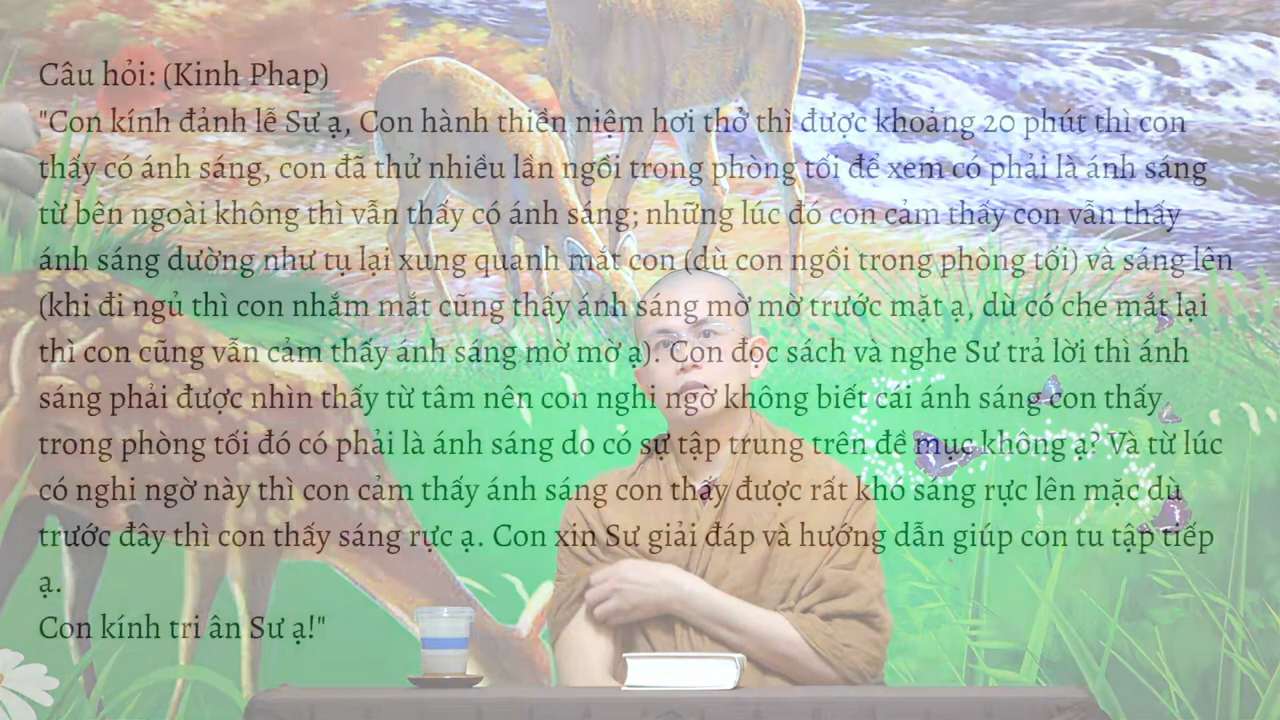 Câu hỏi: (Kinh Phap)
"Con kính đảnh lễ Sư ạ, Con hành thiền niệm hơi thở thì được khoảng 20 phút thì con
thấy có ánh sáng, con đã thử nhiều lần ngồi trong phòng tối để xem có phải là ánh sáng
từ bên ngoài không thì vẫn thấy có ánh sáng; những lúc đó con cảm thấy con vẫn thấy
ánh sáng dường như tụ lại xung quanh mắt con (dù con ngồi trong phòng tối) và sáng lên
(khi đi ngủ thì con nhắm mắt cũng thấy ánh sáng mờ mờ trước mặt ạ, dù có che mắt lại
thì con cũng vẫn cảm thấy ánh sáng mờ mờ ạ). Con đọc sách và nghe Sư trả lời thì ánh
sáng phải được nhìn thấy từ tâm nên con nghi ngờ không biết cái ánh sáng con thấy
trong phòng tối đó có phải là ánh sáng do có sự tập trung trên đề mục không ạ? Và từ lúc
có nghi ngờ này thì con cảm thấy ánh sáng con thấy được rất khó sáng rực lên mặc dù
trước đây thì con thấy sáng rực ạ. Con xin Sư giải đáp và hướng dẫn giúp con tu tập tiếp
ạ.
Con kính tri ân Sư ạ!"